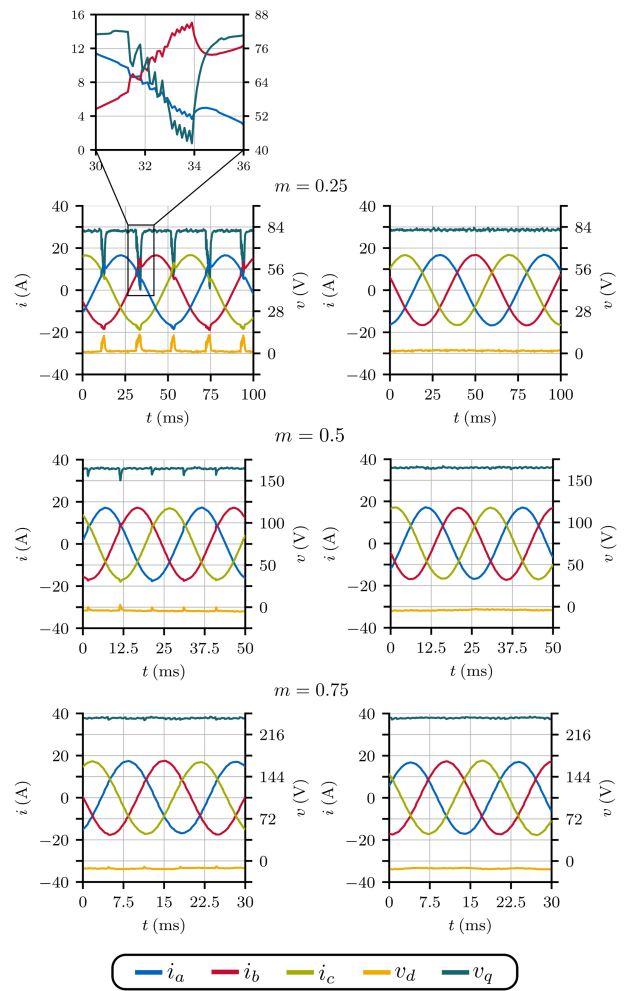 16 88
12 76
8 64
4 52
0 40
30 32 34 36
m = 0.25
40 40
20 84 20 84
0 56 0 56
−20 28 −20 28
−40 0 −40 0
i (A) v (V) i (A) v (V)
0 25 50 75 100 0 25 50 75 100
t (ms) t (ms)
m = 0.5
40 40
20 150 20 150
0 100 0 100
−20 50 −20 50
−40 0 −40 0
i (A) v (V) i (A) v (V)
0 12.5 25 37.5 50 0 12.5 25 37.5 50
t (ms) t (ms)
m = 0.75
40 40
20 216 20 216
0 144 0 144
−20 72 −20 72
−40 0 −40 0
i (A) v (V) i (A) v (V)
0 7.5 15 22.5 30 0 7.5 15 22.5 30
t (ms) t (ms)
i_a i_b i_c v_d v_q